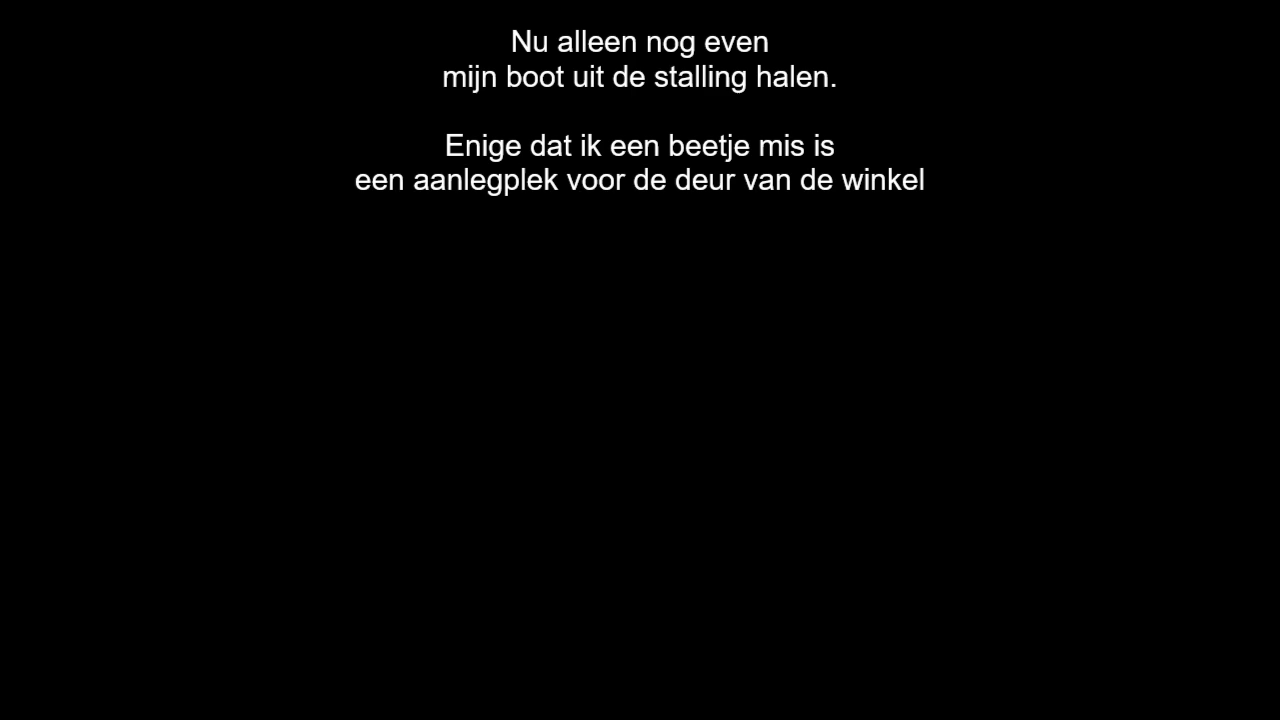 Nu alleen nog even
mijn boot uit de stalling halen.
Enige dat ik een beetje mis is
een aanlegplek voor de deur van de winkel